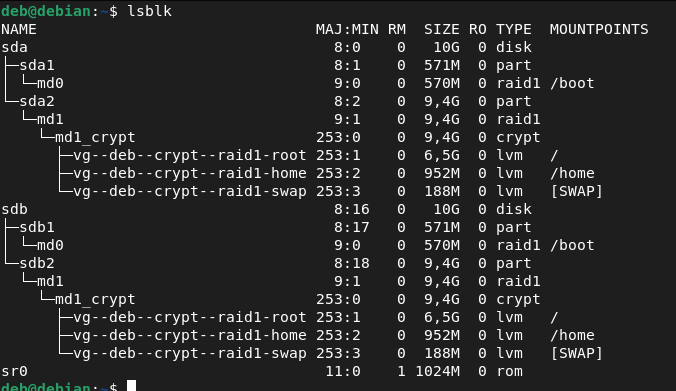 deb@debian:~$ lsblk
NAME                                MAJ:MIN RM  SIZE RO TYPE  MOUNTPOINTS
sda                                   8:0    0   10G  0 disk
├─sda1                                8:1    0  571M  0 part
│ └─md0                               9:0    0  570M  0 raid1 /boot
└─sda2                                8:2    0  9,4G  0 part
  └─md1                               9:1    0  9,4G  0 raid1
    └─md1_crypt                     253:0    0  9,4G  0 crypt
      ├─vg--deb--crypt--raid1-root 253:1    0  6,5G  0 lvm   /
      ├─vg--deb--crypt--raid1-home 253:2    0  952M  0 lvm   /home
      └─vg--deb--crypt--raid1-swap 253:3    0  188M  0 lvm   [SWAP]
sdb                                   8:16   0   10G  0 disk
├─sdb1                                8:17   0  571M  0 part
│ └─md0                               9:0    0  570M  0 raid1 /boot
└─sdb2                                8:18   0  9,4G  0 part
  └─md1                               9:1    0  9,4G  0 raid1
    └─md1_crypt                     253:0    0  9,4G  0 crypt
      ├─vg--deb--crypt--raid1-root 253:1    0  6,5G  0 lvm   /
      ├─vg--deb--crypt--raid1-home 253:2    0  952M  0 lvm   /home
      └─vg--deb--crypt--raid1-swap 253:3    0  188M  0 lvm   [SWAP]
sr0                                  11:0    1 1024M  0 rom
deb@debian:~$